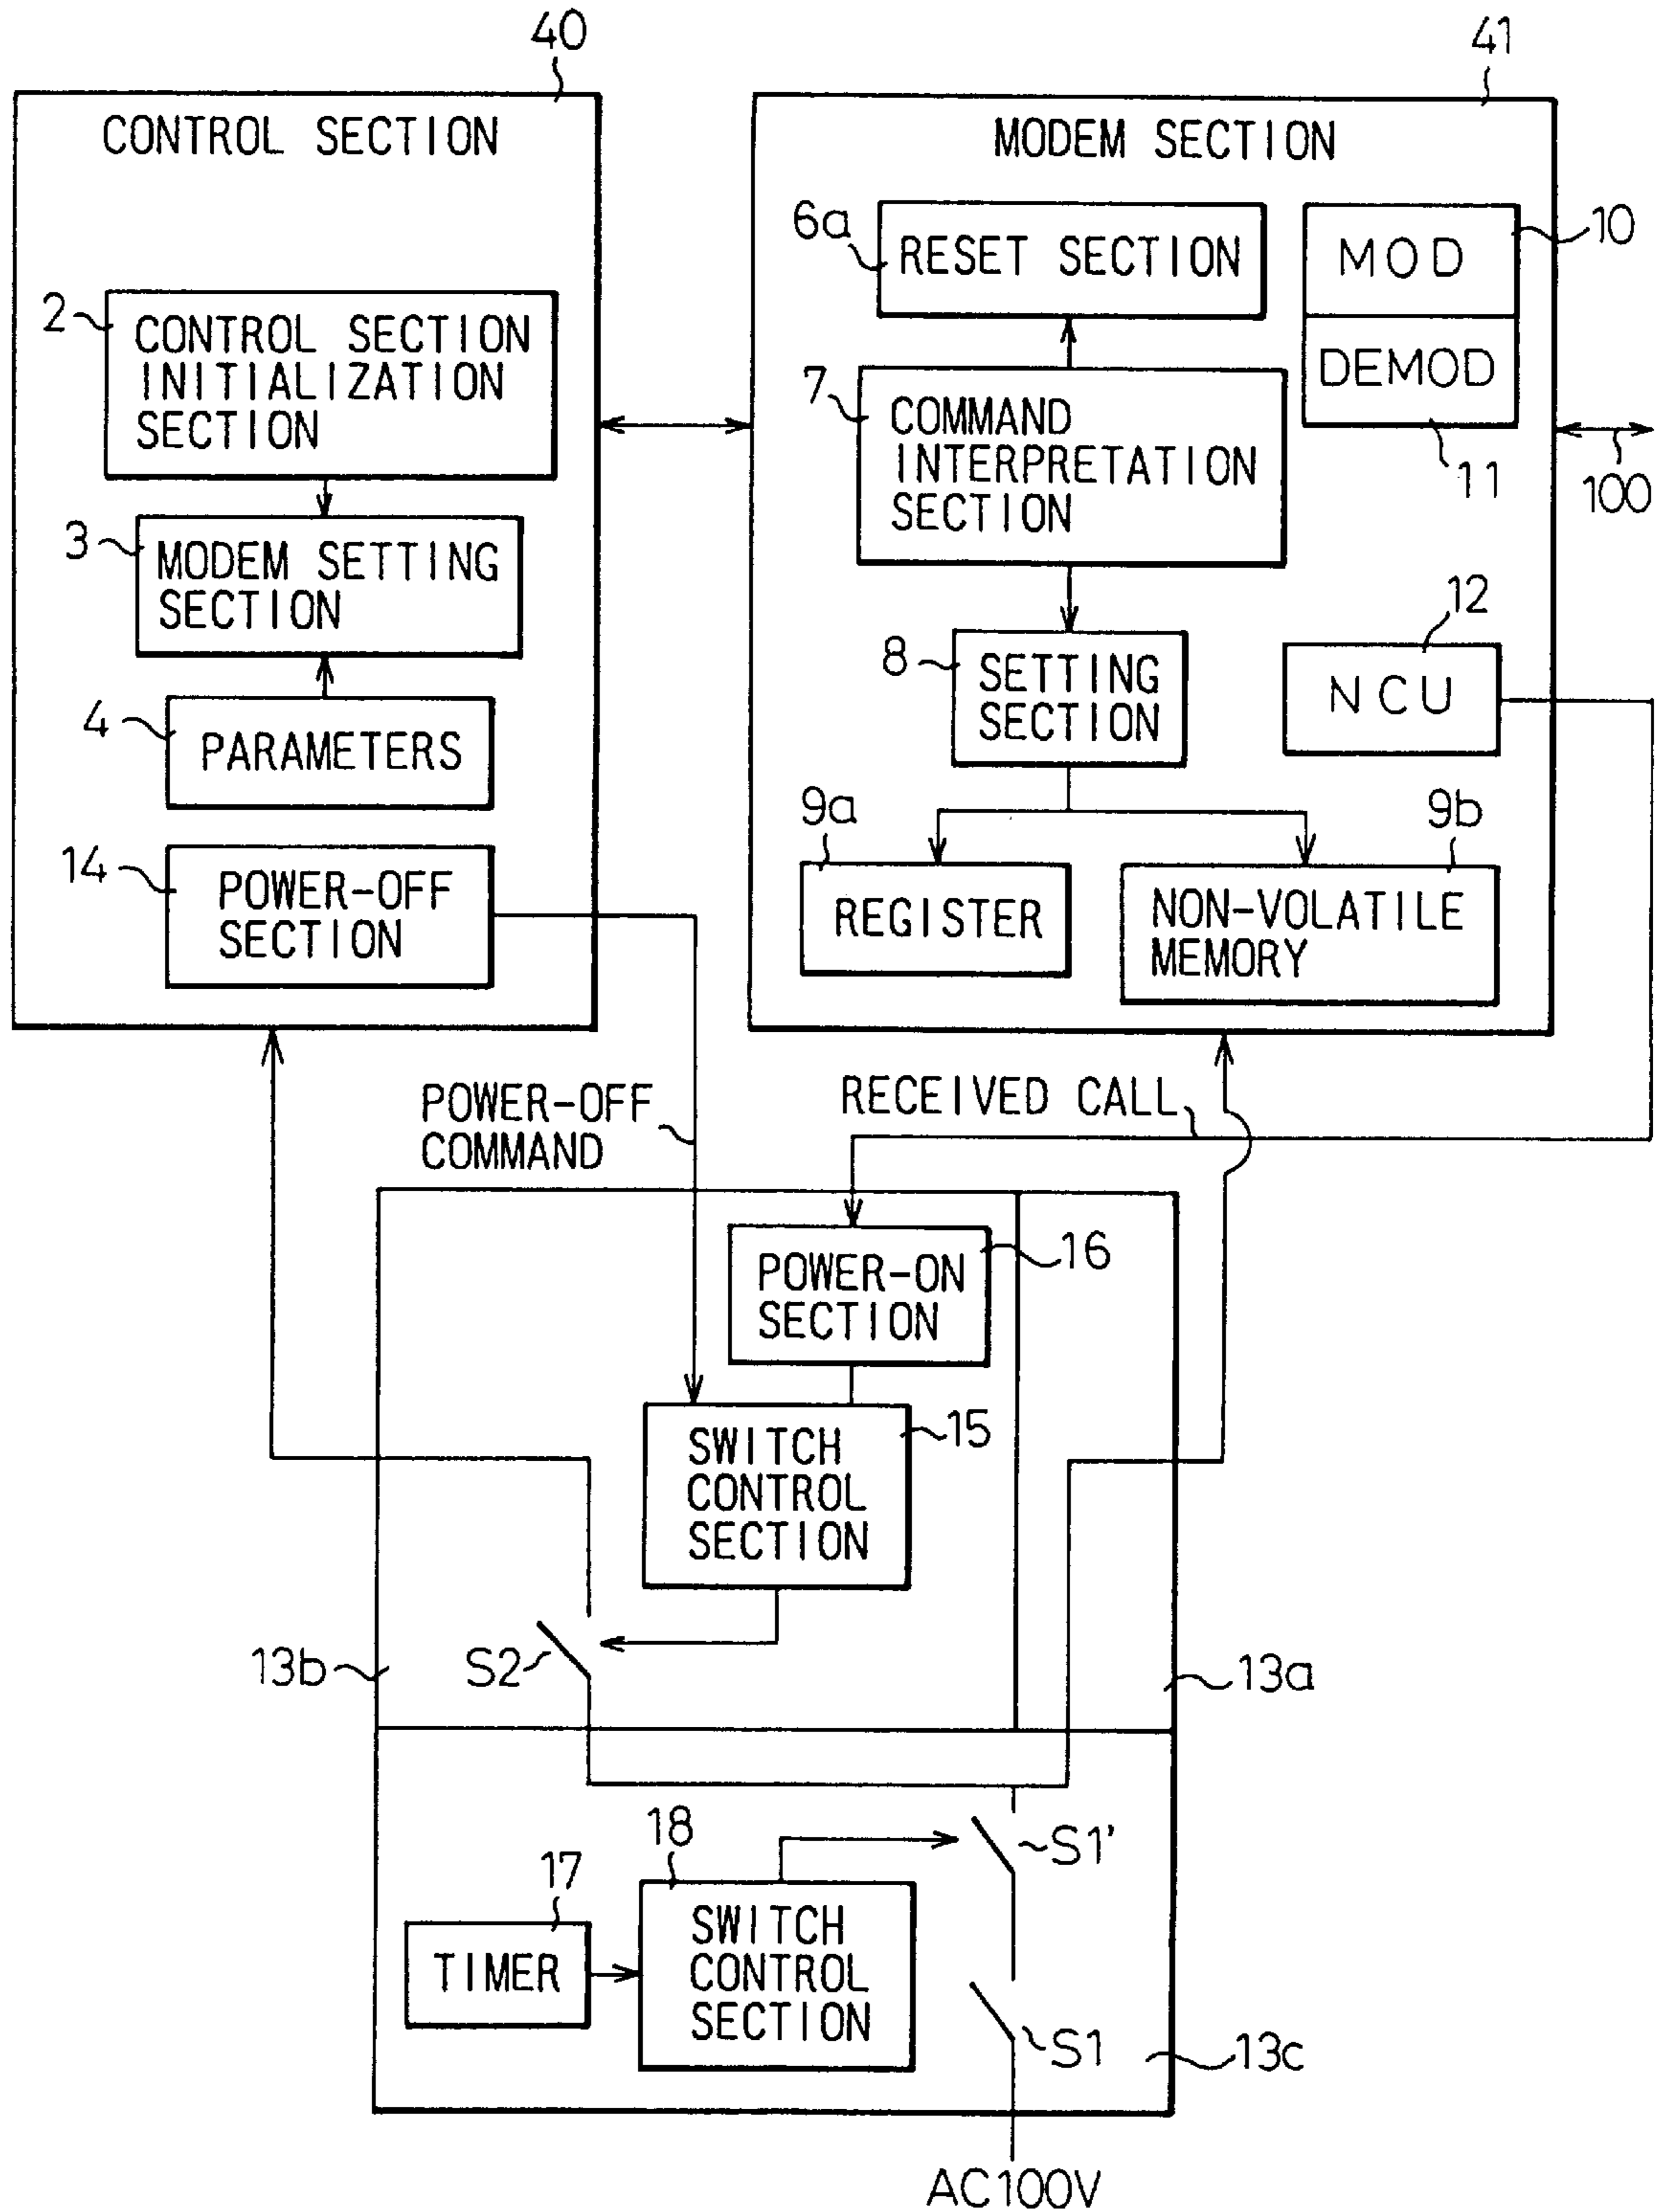 40
41
CONTROL SECTION
MODEM SECTION
6a
RESET SECTION
MOD
10
2
CONTROL SECTION
INITIALIZATION
SECTION
DEMOD
11
100
7
COMMAND
INTERPRETATION
SECTION
3
MODEM SETTING
SECTION
12
NCU
8
SETTING
SECTION
4
PARAMETERS
9a
REGISTER
9b
NON-VOLATILE
MEMORY
14
POWER-OFF
SECTION
POWER-OFF
COMMAND
RECEIVED CALL
POWER-ON
SECTION
16
SWITCH
CONTROL
SECTION
15
13b
S2
13a
18
S1'
17
TIMER
SWITCH
CONTROL
SECTION
S1
13c
AC100V